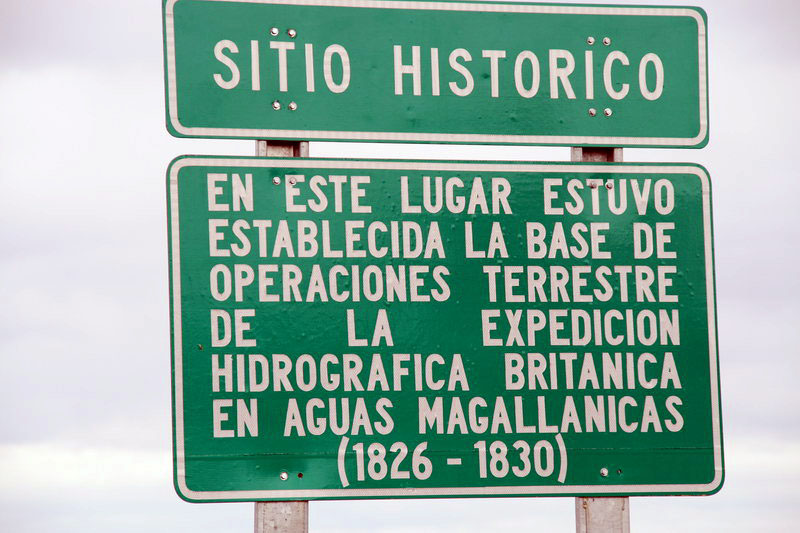 SITIO HISTORICO
EN ESTE LUGAR ESTUVO
ESTABLECIDA LA BASE DE
OPERACIONES TERRESTRE
DE LA EXPEDICION
HIDROGRAFICA BRITANICA
EN AGUAS MAGALLANICAS
(1826 - 1830)